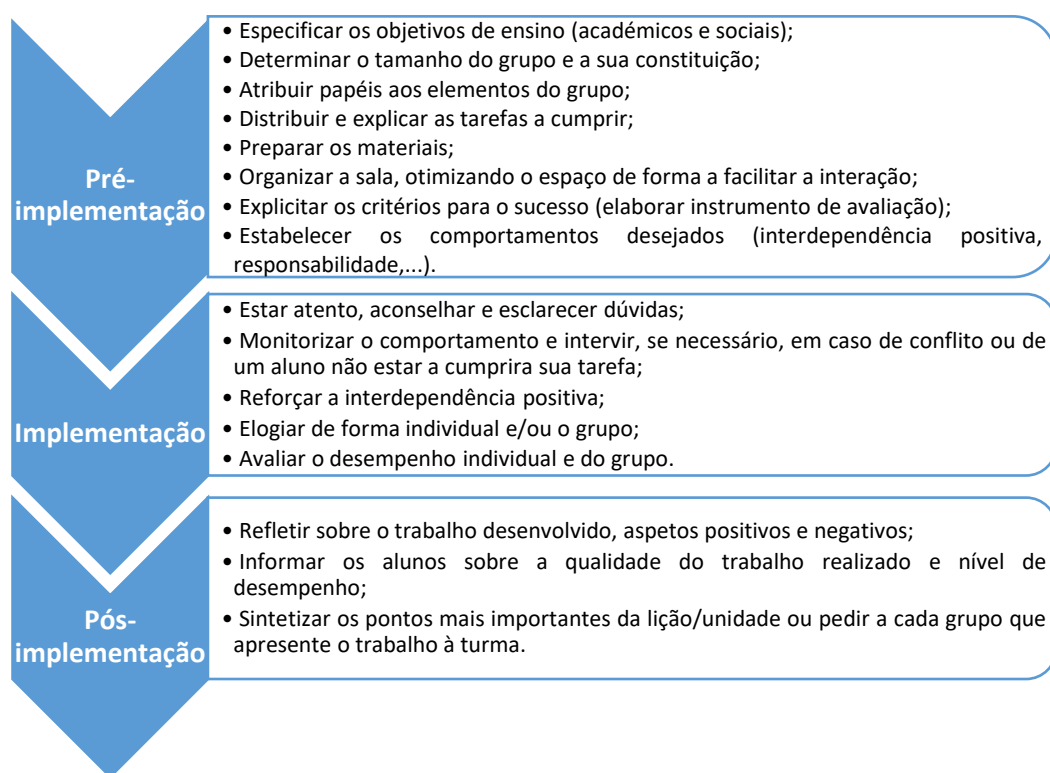 Pré-
implementação
• Especificar os objetivos de ensino (académicos e sociais);
• Determinar o tamanho do grupo e a sua constituição;
• Atribuir papéis aos elementos do grupo;
• Distribuir e explicar as tarefas a cumprir;
• Preparar os materiais;
• Organizar a sala, otimizando o espaço de forma a facilitar a interação;
• Explicitar os critérios para o sucesso (elaborar instrumento de avaliação);
• Estabelecer os comportamentos desejados (interdependência positiva,
responsabilidade,...).
Implementação
• Estar atento, aconselhar e esclarecer dúvidas;
• Monitorizar o comportamento e intervir, se necessário, em caso de conflito ou de
um aluno não estar a cumprira sua tarefa;
• Reforçar a interdependência positiva;
• Elogiar de forma individual e/ou o grupo;
• Avaliar o desempenho individual e do grupo.
Pós-
implementação
• Refletir sobre o trabalho desenvolvido, aspetos positivos e negativos;
• Informar os alunos sobre a qualidade do trabalho realizado e nível de
desempenho;
• Sintetizar os pontos mais importantes da lição/unidade ou pedir a cada grupo que
apresente o trabalho à turma.